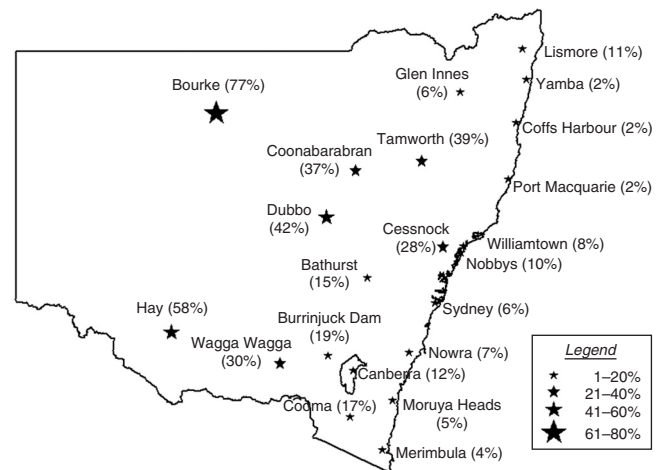 Lismore (11%)
Glen Innes
(6%)
Yamba (2%)
Bourke (77%)
Coffs Harbour (2%)
Tamworth (39%)
Coonabarabran
(37%)
Port Macquarie (2%)
Dubbo
(42%)
Cessnock
(28%)
Williamtown (8%)
Nobbys (10%)
Bathurst
(15%)
Sydney (6%)
Hay (58%)
Burrinjuck Dam
(19%)
Wagga Wagga
(30%)
Nowra (7%)
Canberra (12%)
Cooma (17%)
Moruya Heads
(5%)
Merimbula (4%)
Legend
1–20%
21–40%
41–60%
61–80%